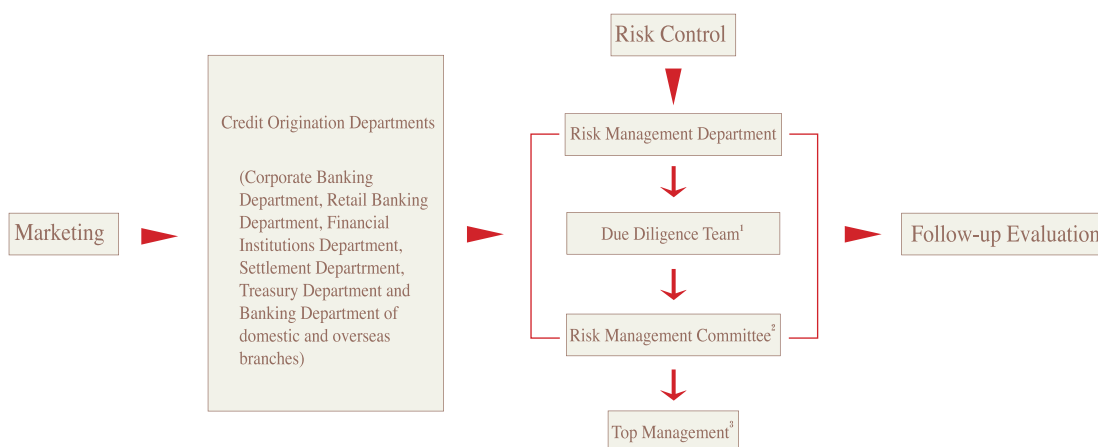 Marketing
Credit Origination Departments
(Corporate Banking
Department, Retail Banking
Department, Financial
Institutions Department,
Settlement Departrment,
Treasury Department and
Banking Department of
domestic and overseas
branches)
Risk Control
Risk Management Department
Due Diligence Team¹
Risk Management Committee²
Top Management³
Follow-up Evaluation